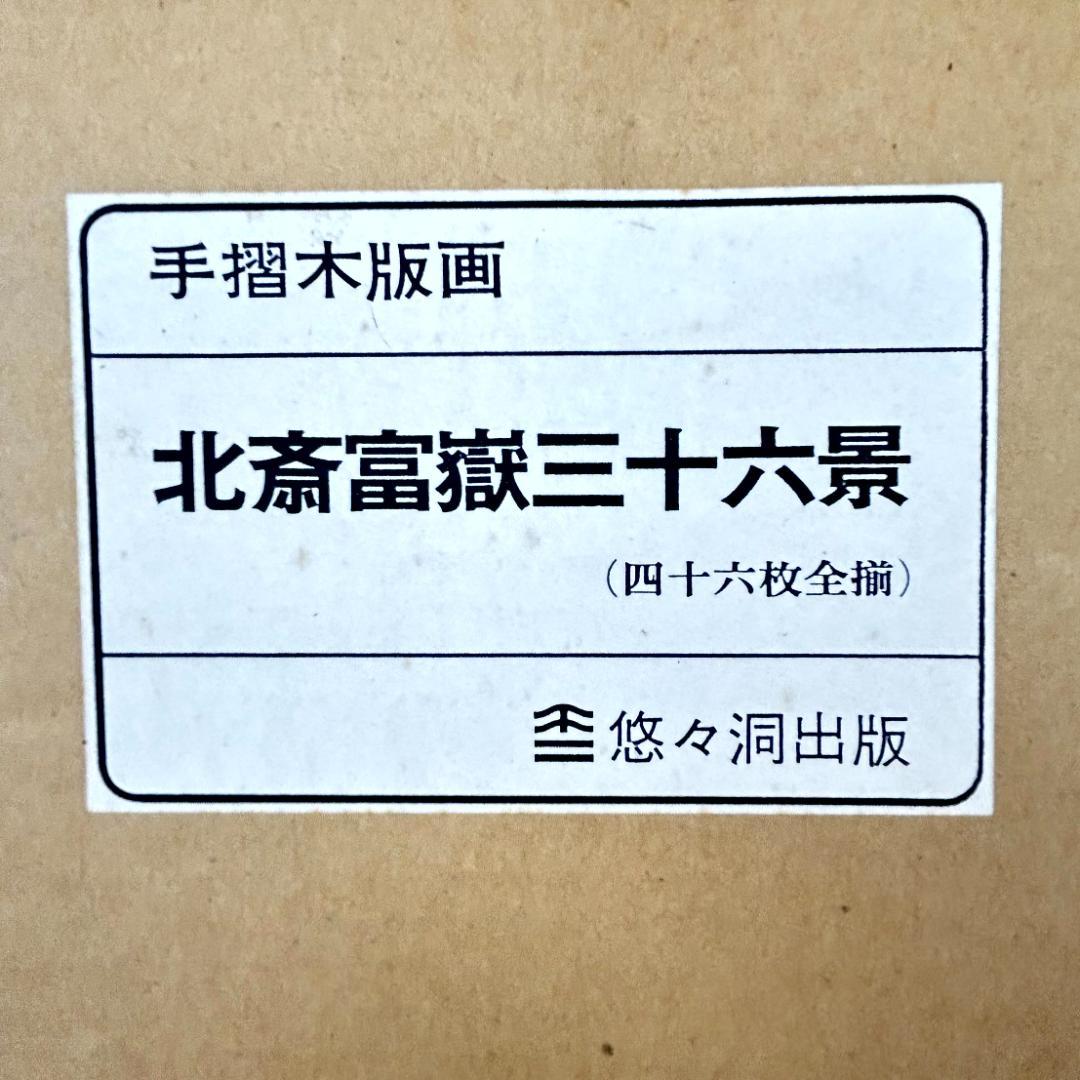 手摺木版画
北斎富嶽三十六景
（四十六枚全揃）
悠々洞出版